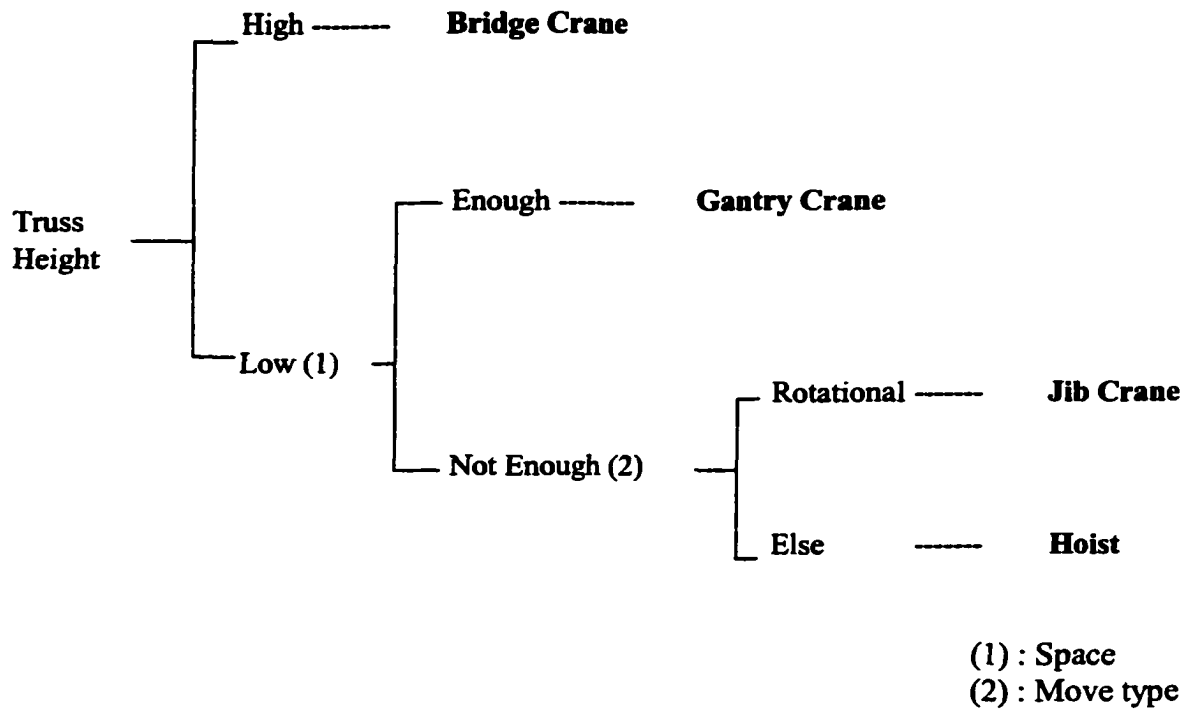 High ------- Bridge Crane
Enough ------- Gantry Crane
Truss
Height
Low (1)
Rotational ------- Jib Crane
Not Enough (2)
Else ------- Hoist
(1) : Space
(2) : Move type